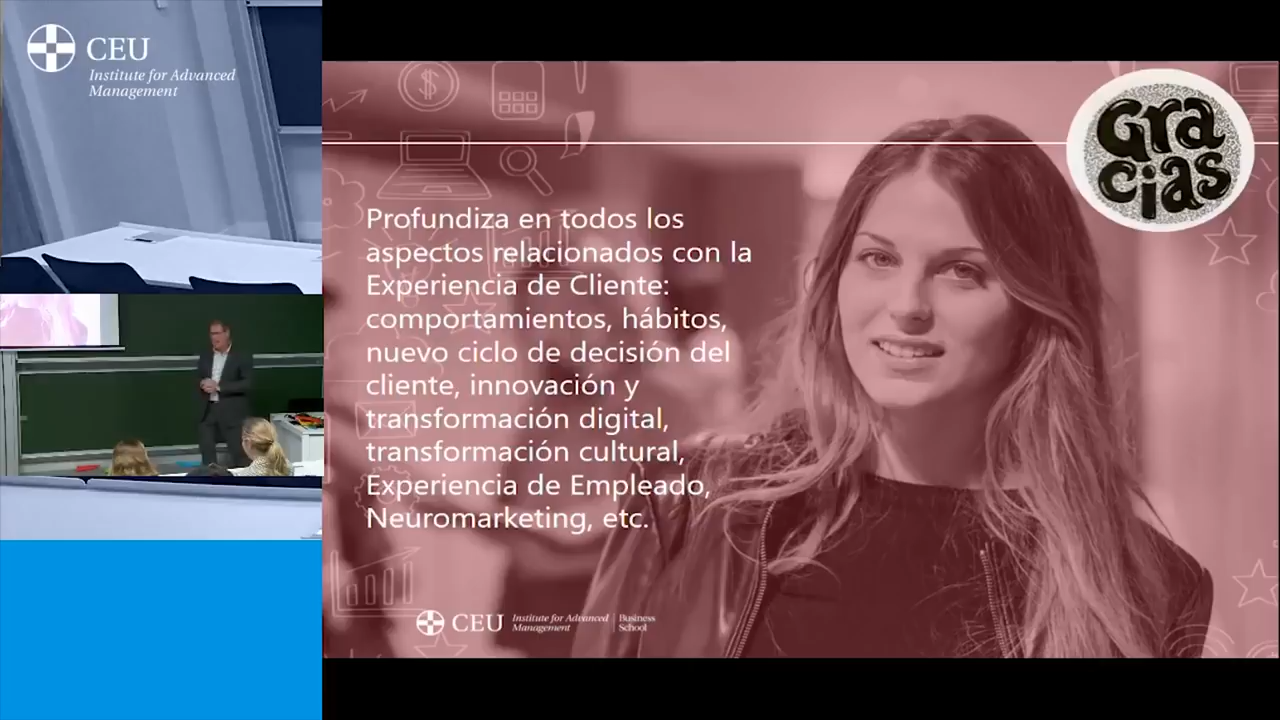 CEU
Institute for Advanced
Management
Gra
cias
Profundiza en todos los
aspectos relacionados con la
Experiencia de Cliente:
comportamientos, hábitos,
nuevo ciclo de decisión del
cliente, innovación y
transformación digital,
transformación cultural,
Experiencia de Empleado,
Neuromarketing, etc.
CEU Institute for Advanced Management Business School